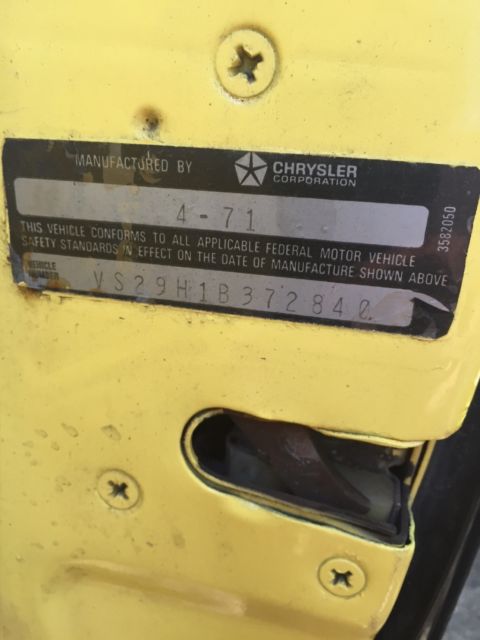 MANUFACTURED BY CHRYSLER CORPORATION
4-71
THIS VEHICLE CONFORMS TO ALL APPLICABLE FEDERAL MOTOR VEHICLE
SAFETY STANDARDS IN EFFECT ON THE DATE OF MANUFACTURE SHOWN ABOVE
VEHICLE
NUMBER
VS29H1B372840
3582050